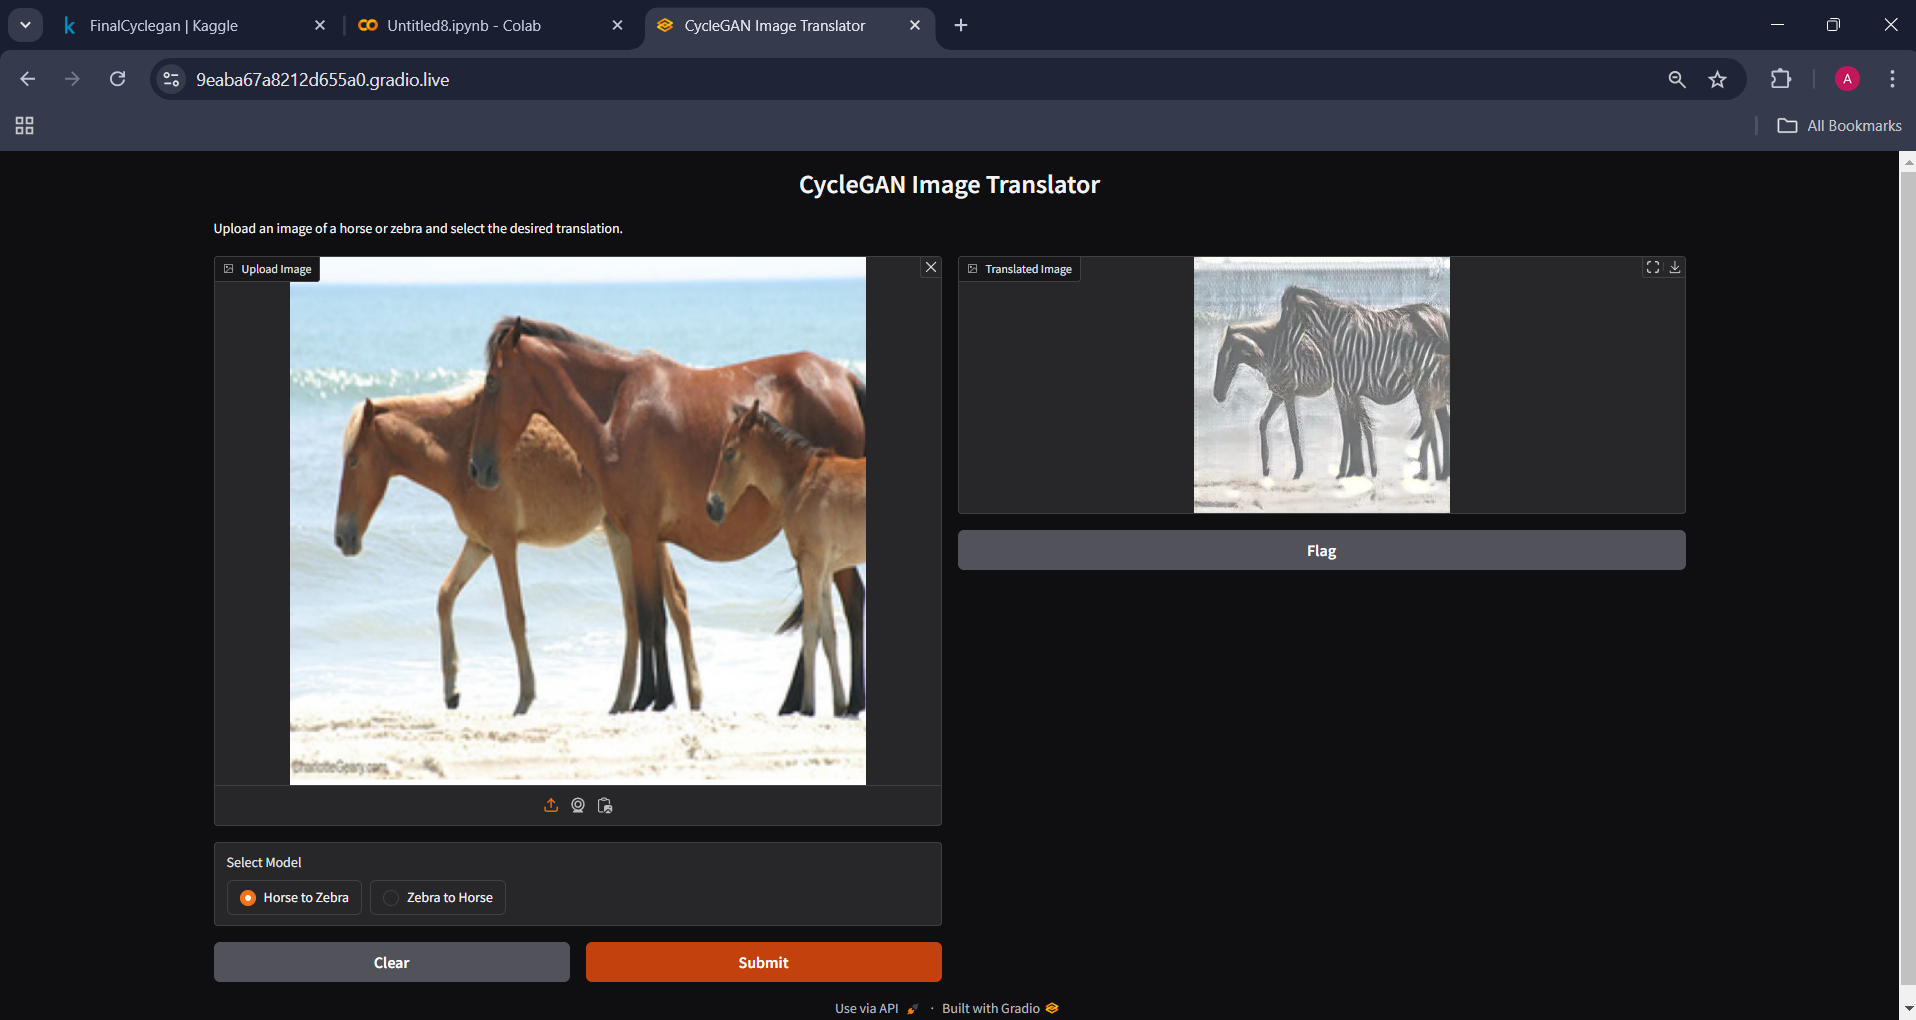 FinalCyclegan | Kaggle
Untitled8.ipynb - Colab
CycleGAN Image Translator
9eaba67a8212d655a0.gradio.live
A
All Bookmarks
CycleGAN Image Translator
Upload an image of a horse or zebra and select the desired translation.
Upload Image
Translated Image
CharlotteGeary.com
Flag
Select Model
Horse to Zebra
Zebra to Horse
Clear
Submit
Use via API · Built with Gradio